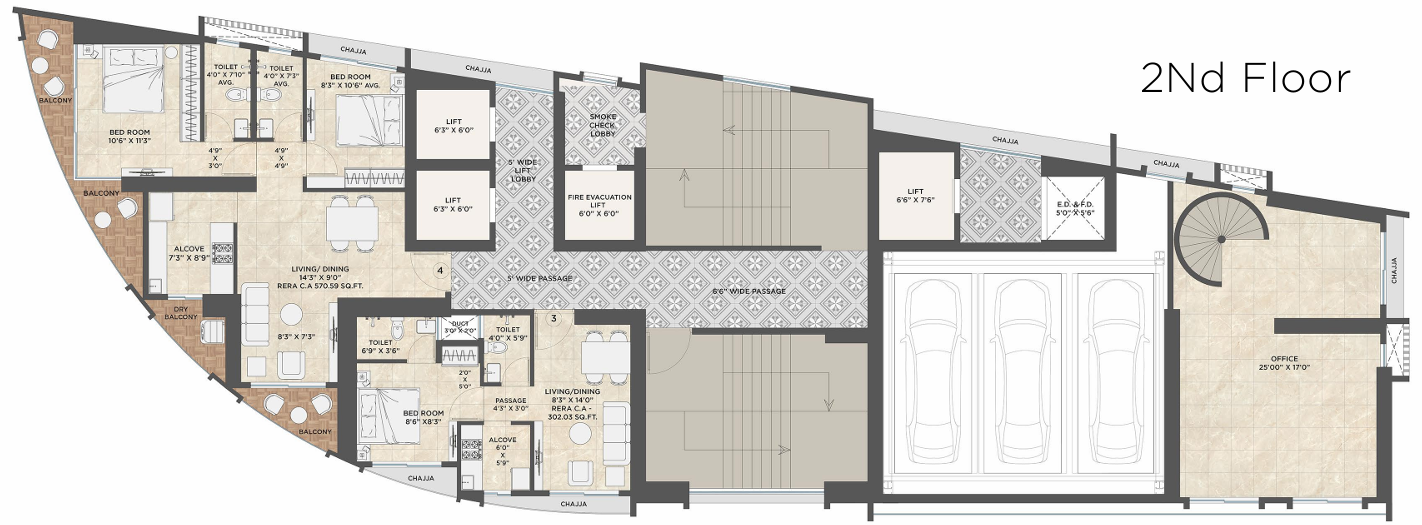 2Nd Floor
CHAJJA
CHAJJA
BALCONY
BED ROOM
10'6" X 11'3"
TOILET
4'0" X 7'10"
AVG.
TOILET
4'0" X 7'3"
AVG.
BED ROOM
8'3" X 10'6" AVG.
4'9"
X
3'0"
4'9"
X
4'9"
LIFT
6'3" X 6'0"
LIFT
6'3" X 6'0"
5' WIDE
LIFT
LOBBY
SMOKE
CHECK
LOBBY
FIRE EVACUATION
LIFT
6'0" X 6'0"
LIFT
6'6" X 7'6"
CHAJJA
E.D. & F.D.
5'0" X 5'6"
CHAJJA
CHAJJA
BALCONY
ALCOVE
7'3" X 8'9"
LIVING/ DINING
14'3" X 9'0"
RERA C.A 570.59 SQ.FT.
4
5' WIDE PASSAGE
6'6" WIDE PASSAGE
DRY
BALCONY
8'3" X 7'3"
BALCONY
TOILET
6'9" X 3'6"
DUCT
3'0" X 2'0"
TOILET
4'0" X 5'9"
3
2'0"
X
5'0"
BED ROOM
8'6" X8'3"
PASSAGE
4'3" X 3'0"
LIVING/DINING
8'3" X 14'0"
RERA C.A -
302.03 SQ.FT.
ALCOVE
6'0"
X
5'9"
CHAJJA
CHAJJA
OFFICE
25'00" X 17'0"